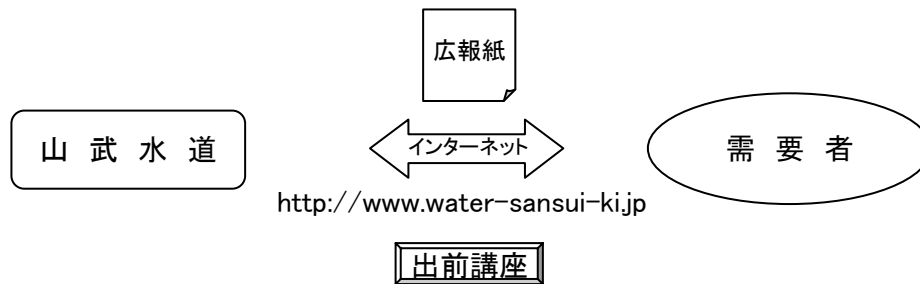 広報紙
山 武 水 道
インターネット
需 要 者
http://www.water-sansui-ki.jp
出前講座